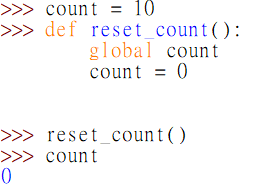 >>> count = 10
>>> def reset_count():
        global count
        count = 0
>>> reset_count()
>>> count
0